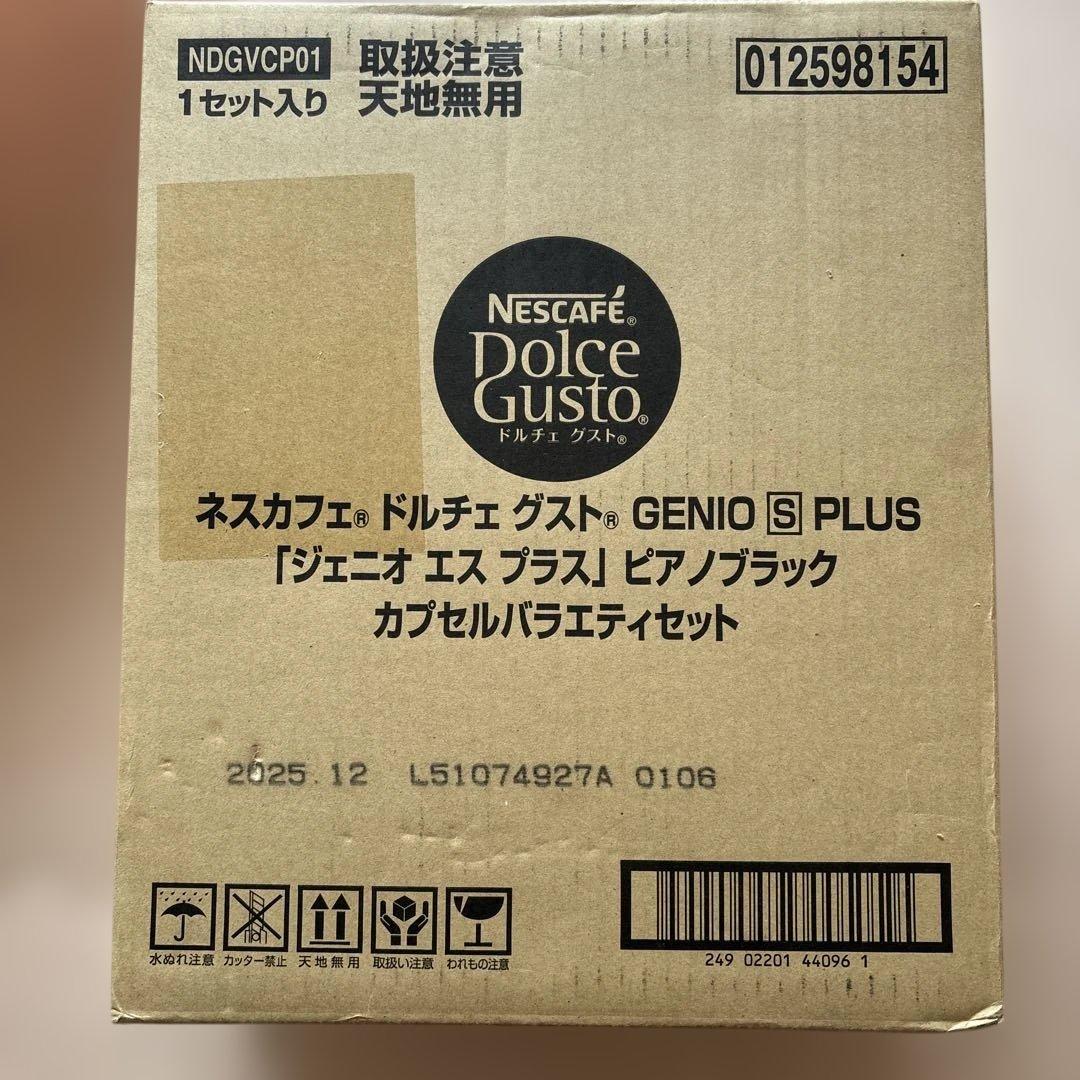 NDGVCP01 取扱注意 012598154
1セット入り 天地無用
NESCAFÉ®
Dolce
Gusto®
ドルチェ グスト®
ネスカフェ® ドルチェ グスト® GENIO S PLUS
「ジェニオ エス プラス」 ピアノブラック
カプセルバラエティセット
2025.12 L51074927A 0106
水ぬれ注意 カッター禁止 天地無用 取扱い注意 われもの注意
249 02201 44096 1